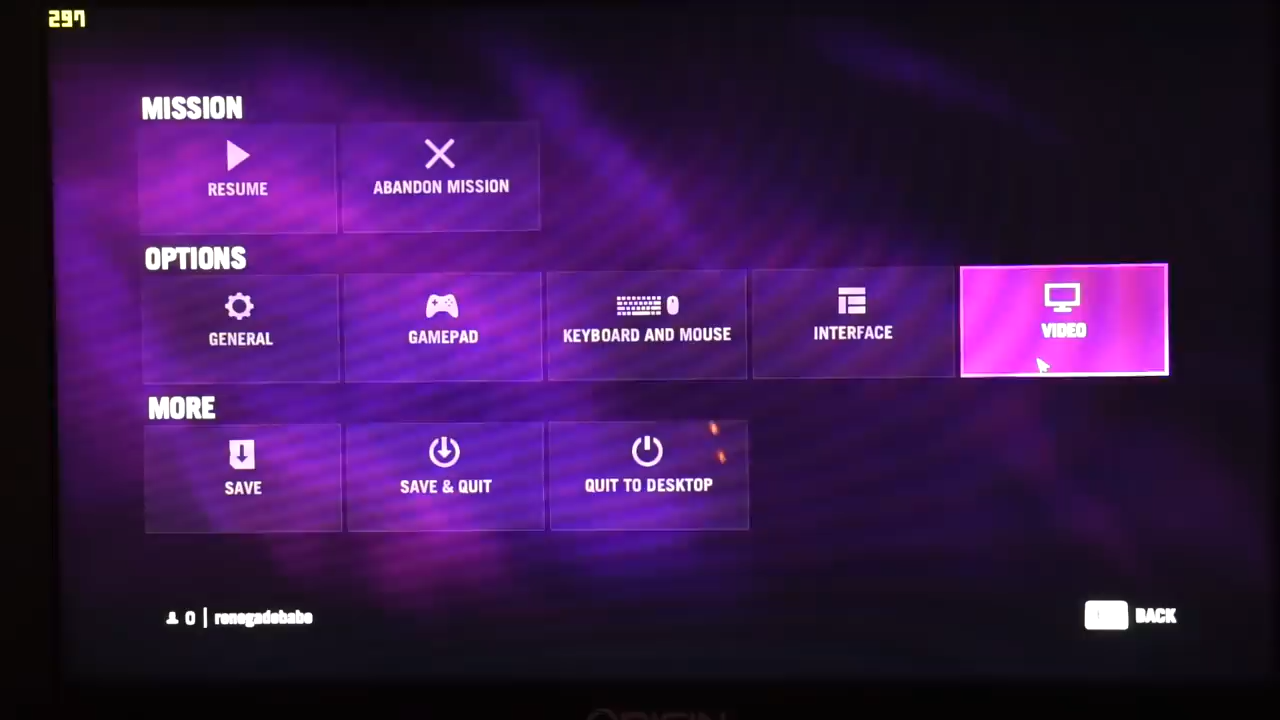 297
MISSION
RESUME
ABANDON MISSION
OPTIONS
GENERAL
GAMEPAD
KEYBOARD AND MOUSE
INTERFACE
VIDEO
MORE
SAVE
SAVE & QUIT
QUIT TO DESKTOP
0 | renegadebabe
BACK